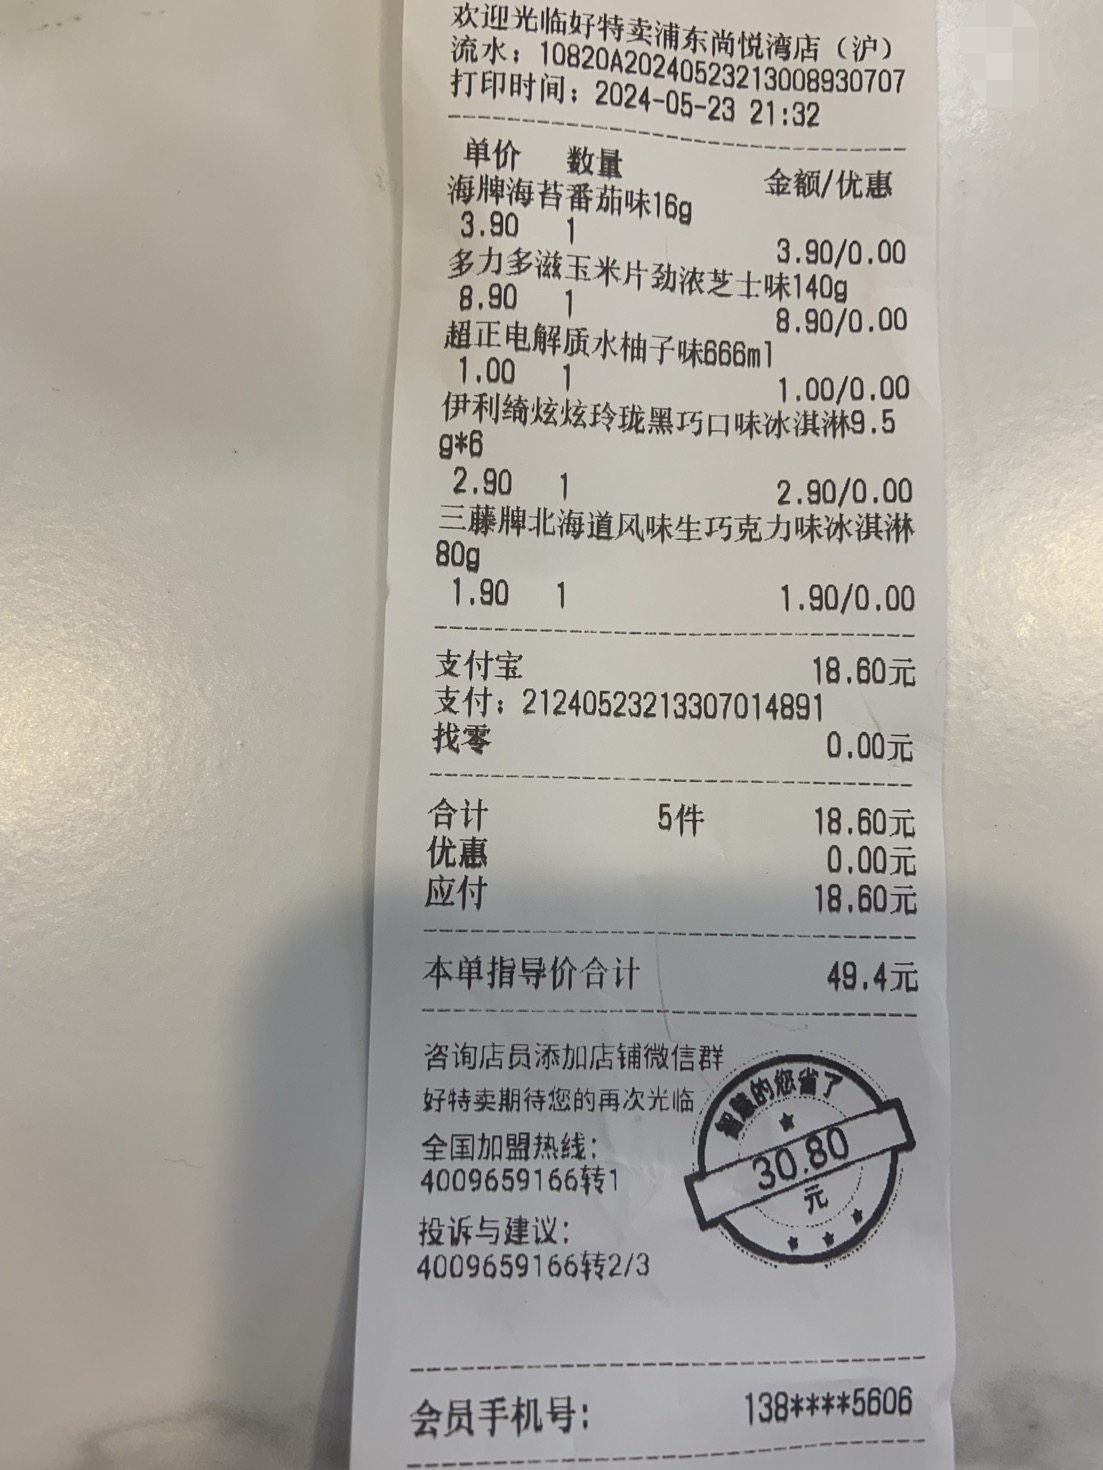 欢迎光临好特卖浦东尚悦湾店（沪）
流水：10820A20240523213008930707
打印时间：2024-05-23 21:32
单价 数量 金额/优惠
海牌海苔番茄味16g
3.90 1 3.90/0.00
多力多滋玉米片劲浓芝士味140g
8.90 1 8.90/0.00
超正电解质水柚子味666ml
1.00 1 1.00/0.00
伊利绮炫炫玲珑黑巧口味冰淇淋9.5
g*6
2.90 1 2.90/0.00
三藤牌北海道风味生巧克力味冰淇淋
80g
1.90 1 1.90/0.00
支付宝 18.60元
支付：21240523213307014891
找零 0.00元
合计 5件 18.60元
优惠 0.00元
应付 18.60元
本单指导价合计 49.4元
咨询店员添加店铺微信群
好特卖期待您的再次光临
全国加盟热线：
4009659166转1
投诉与建议：
4009659166转2/3
智慧的您省了
30.80
元
会员手机号： 138****5606